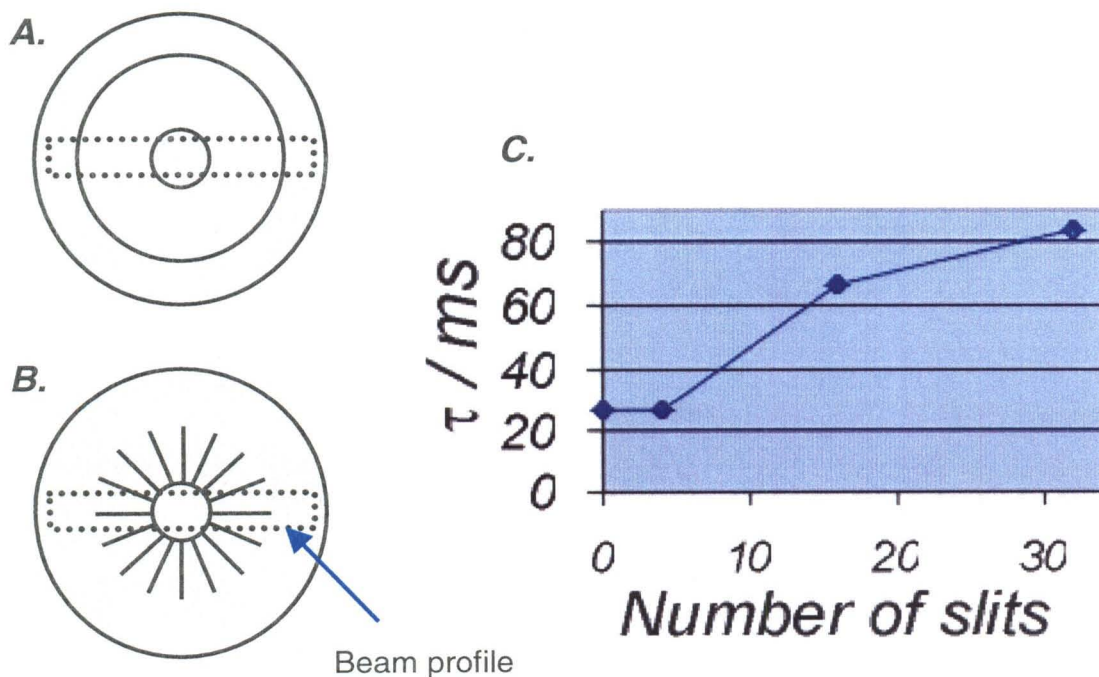 A.
B.
Beam profile
C.
τ / ms
80
60
40
20
0
0 10 20 30
Number of slits